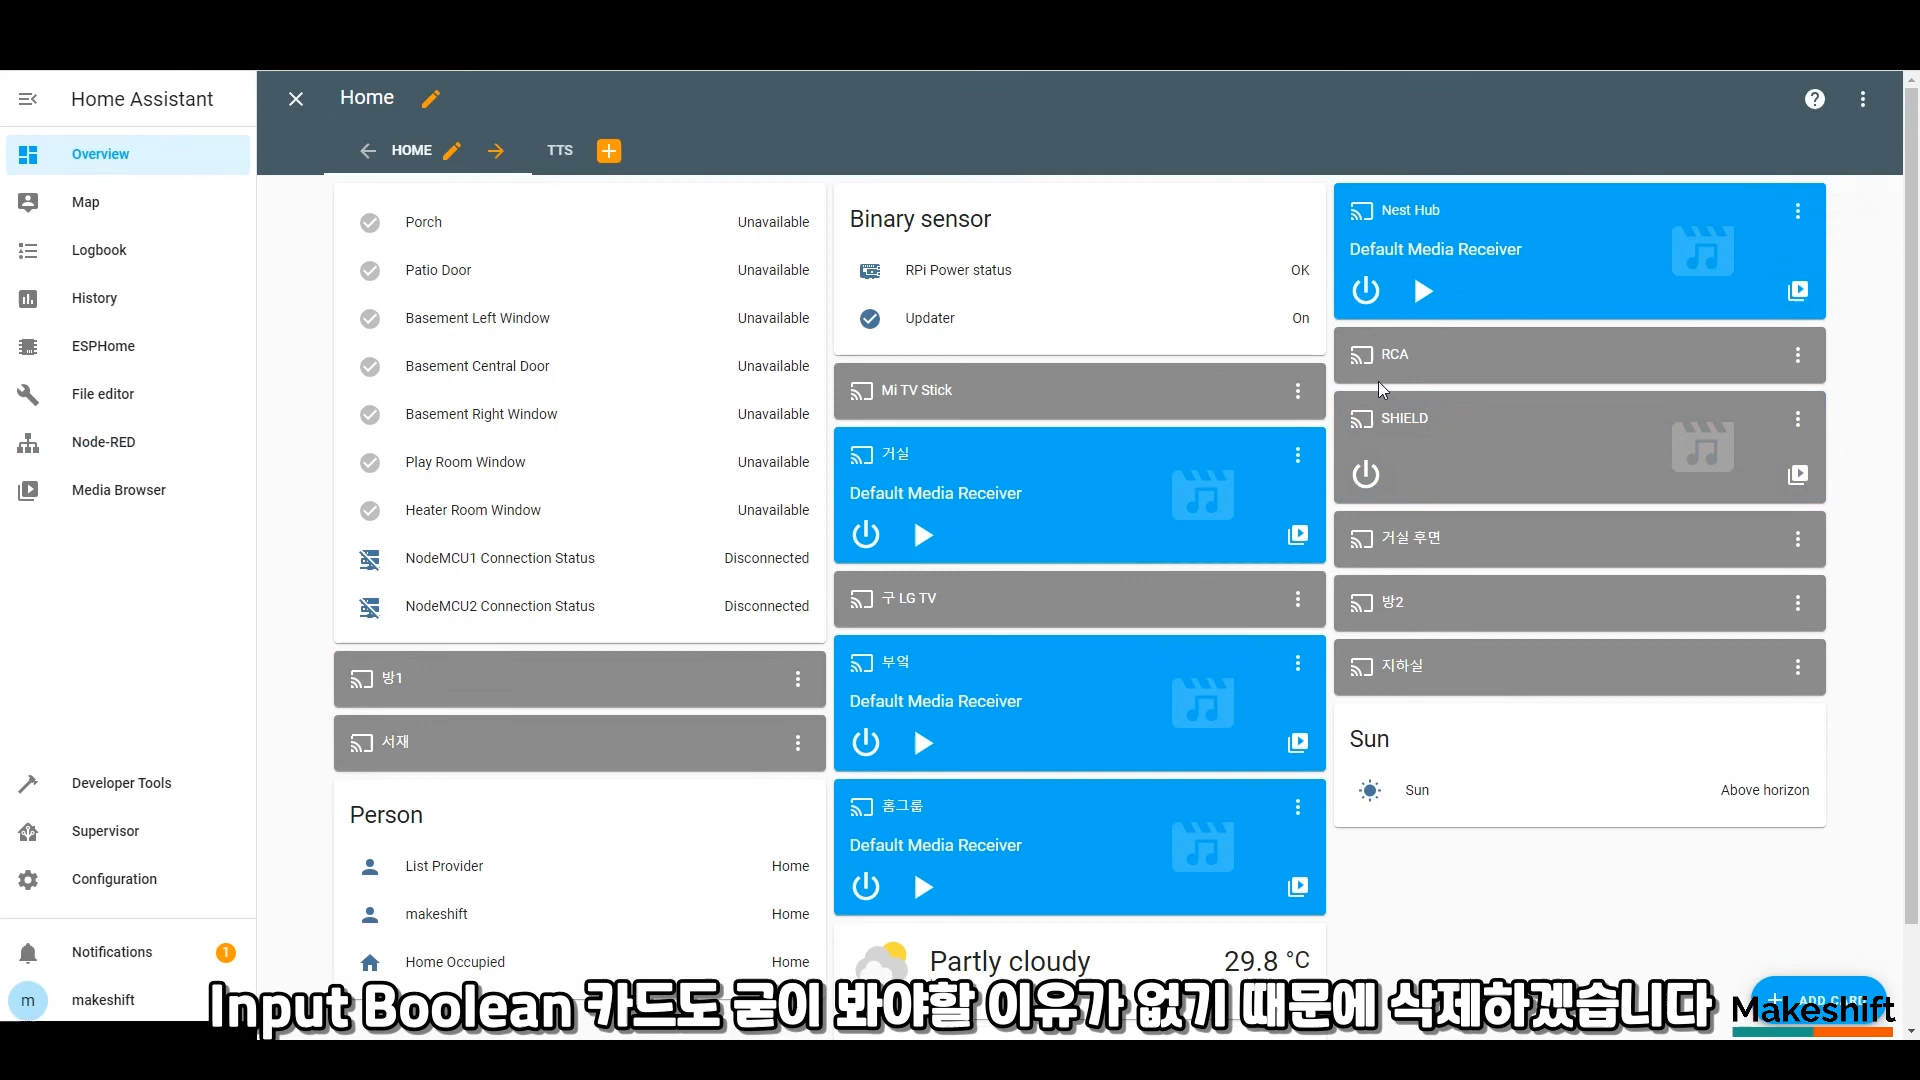 Home Assistant
Overview
Map
Logbook
History
ESPHome
File editor
Node-RED
Media Browser
Developer Tools
Supervisor
Configuration
Notifications 1
m makeshift
Home
HOME TTS
Porch Unavailable
Patio Door Unavailable
Basement Left Window Unavailable
Basement Central Door Unavailable
Basement Right Window Unavailable
Play Room Window Unavailable
Heater Room Window Unavailable
NodeMCU1 Connection Status Disconnected
NodeMCU2 Connection Status Disconnected
방1
서재
Person
List Provider Home
makeshift Home
Home Occupied Home
Binary sensor
RPi Power status OK
Updater On
Mi TV Stick
거실
Default Media Receiver
구 LG TV
부엌
Default Media Receiver
홈그룹
Default Media Receiver
Partly cloudy 29.8 °C
Nest Hub
Default Media Receiver
RCA
SHIELD
거실 후면
방2
지하실
Sun
Sun Above horizon
ADD CARD
Input Boolean 카드도 굳이 봐야할 이유가 없기 때문에 삭제하겠습니다
Makeshift